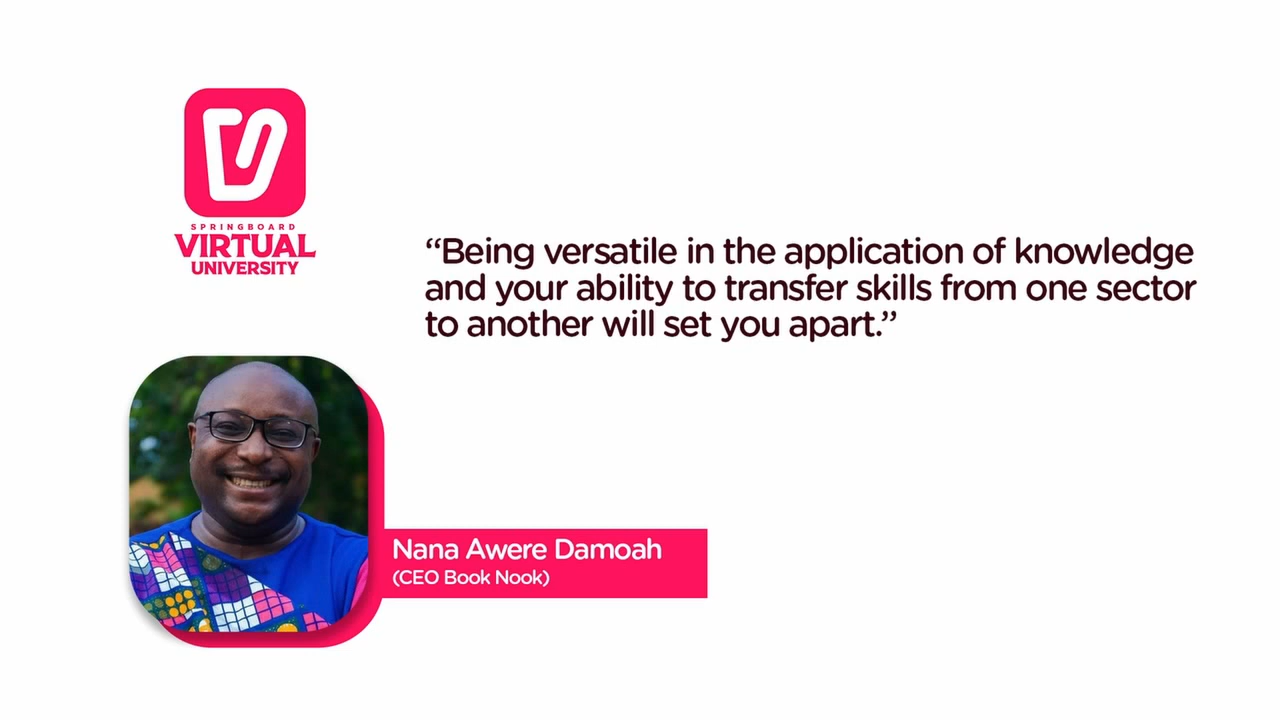 SPRINGBOARD
VIRTUAL
UNIVERSITY
“Being versatile in the application of knowledge
and your ability to transfer skills from one sector
to another will set you apart.”
Nana Awere Damoah
(CEO Book Nook)